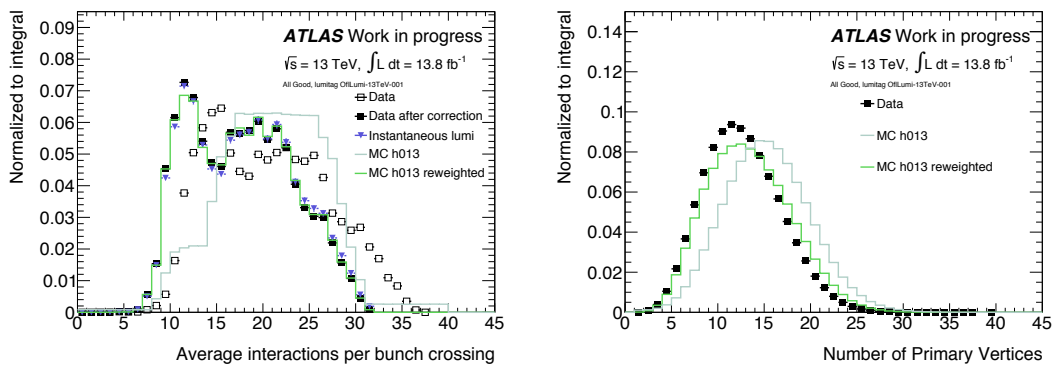 Normalized to integral
0.09
0.08
0.07
0.06
0.05
0.04
0.03
0.02
0.01
0
0 5 10 15 20 25 30 35 40 45
Average interactions per bunch crossing
ATLAS Work in progress
√s = 13 TeV, ∫L dt = 13.8 fb⁻¹
All Good, lumitag OflLumi-13TeV-001
Data
Data after correction
Instantaneous lumi
MC h013
MC h013 reweighted
Normalized to integral
0.14
0.12
0.1
0.08
0.06
0.04
0.02
0
0 5 10 15 20 25 30 35 40 45
Number of Primary Vertices
ATLAS Work in progress
√s = 13 TeV, ∫L dt = 13.8 fb⁻¹
All Good, lumitag OflLumi-13TeV-001
Data
MC h013
MC h013 reweighted